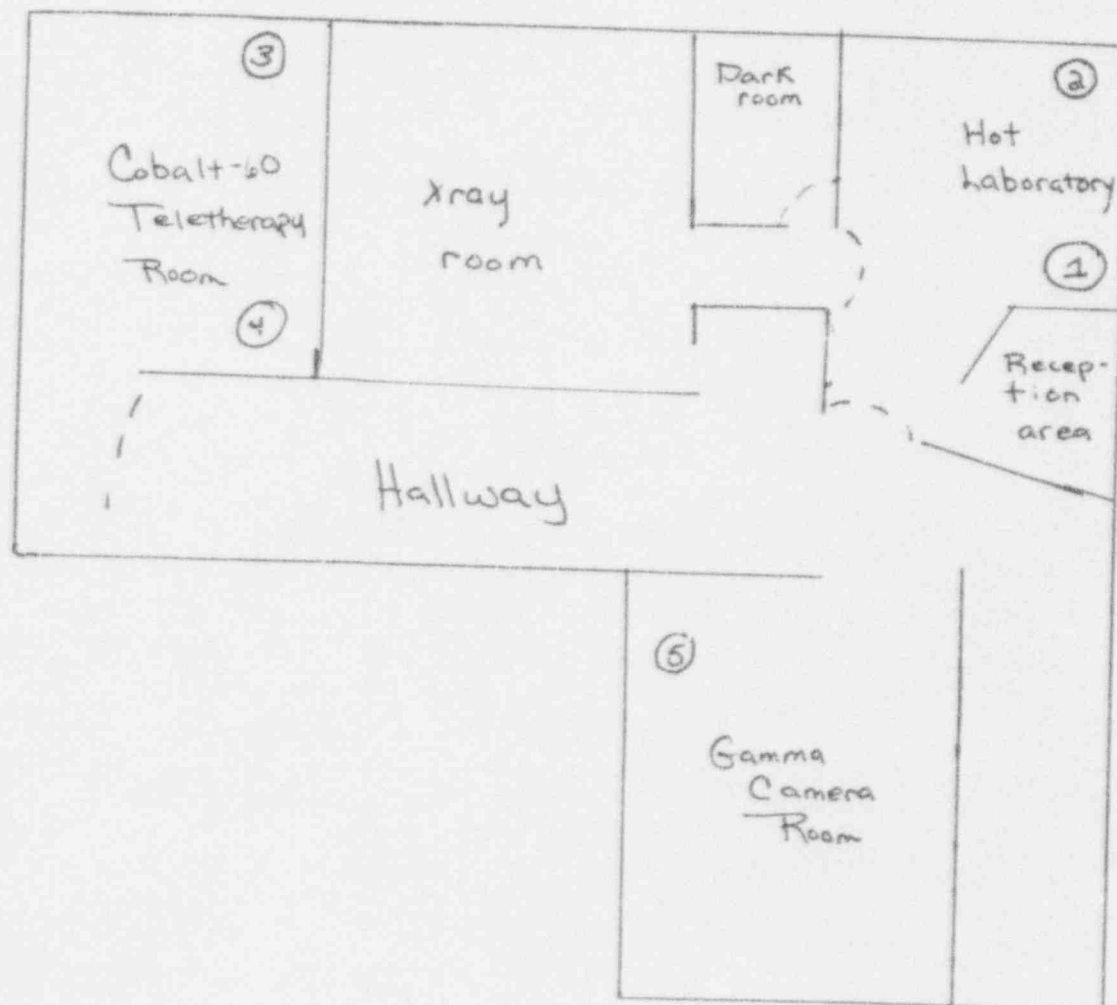 ③
Cobalt-60
Teletherapy
Room
④
Xray
room
Dark
room
②
Hot
Laboratory
①
Recep-
tion
area
Hallway
⑤
Gamma
Camera
Room